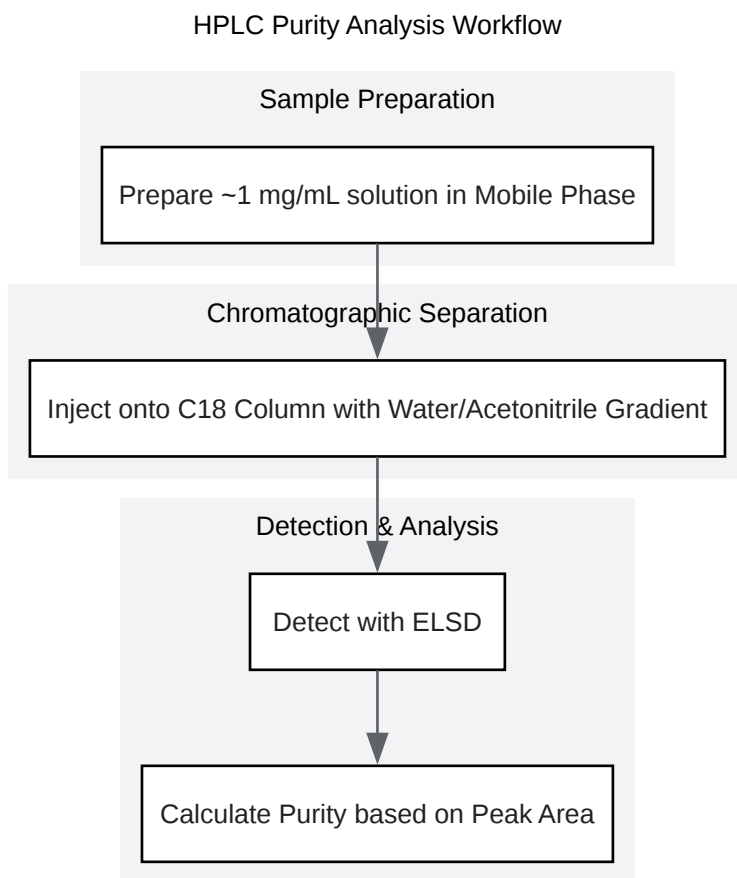 HPLC Purity Analysis Workflow
Sample Preparation
Prepare ~1 mg/mL solution in Mobile Phase
Chromatographic Separation
Inject onto C18 Column with Water/Acetonitrile Gradient
Detection & Analysis
Detect with ELSD
Calculate Purity based on Peak Area